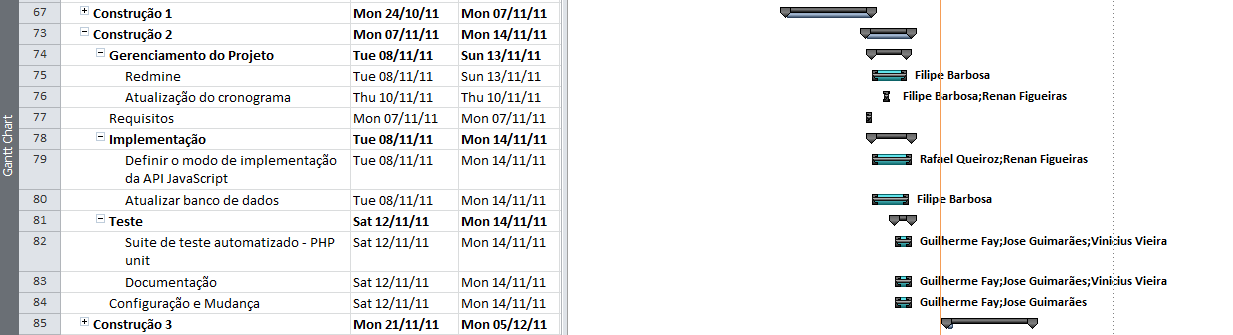 Gantt Chart
67 Construção 1 Mon 24/10/11 Mon 07/11/11
73 Construção 2 Mon 07/11/11 Mon 14/11/11
74 Gerenciamento do Projeto Tue 08/11/11 Sun 13/11/11
75 Redmine Tue 08/11/11 Sun 13/11/11 Filipe Barbosa
76 Atualização do cronograma Thu 10/11/11 Thu 10/11/11 Filipe Barbosa;Renan Figueiras
77 Requisitos Mon 07/11/11 Mon 07/11/11
78 Implementação Tue 08/11/11 Mon 14/11/11
79 Definir o modo de implementação Tue 08/11/11 Mon 14/11/11 Rafael Queiroz;Renan Figueiras
da API JavaScript
80 Atualizar banco de dados Tue 08/11/11 Mon 14/11/11 Filipe Barbosa
81 Teste Sat 12/11/11 Mon 14/11/11
82 Suite de teste automatizado - PHP Sat 12/11/11 Mon 14/11/11 Guilherme Fay;Jose Guimarães;Vinicius Vieira
unit
83 Documentação Sat 12/11/11 Mon 14/11/11 Guilherme Fay;Jose Guimarães;Vinicius Vieira
84 Configuração e Mudança Sat 12/11/11 Mon 14/11/11 Guilherme Fay;Jose Guimarães
85 Construção 3 Mon 21/11/11 Mon 05/12/11